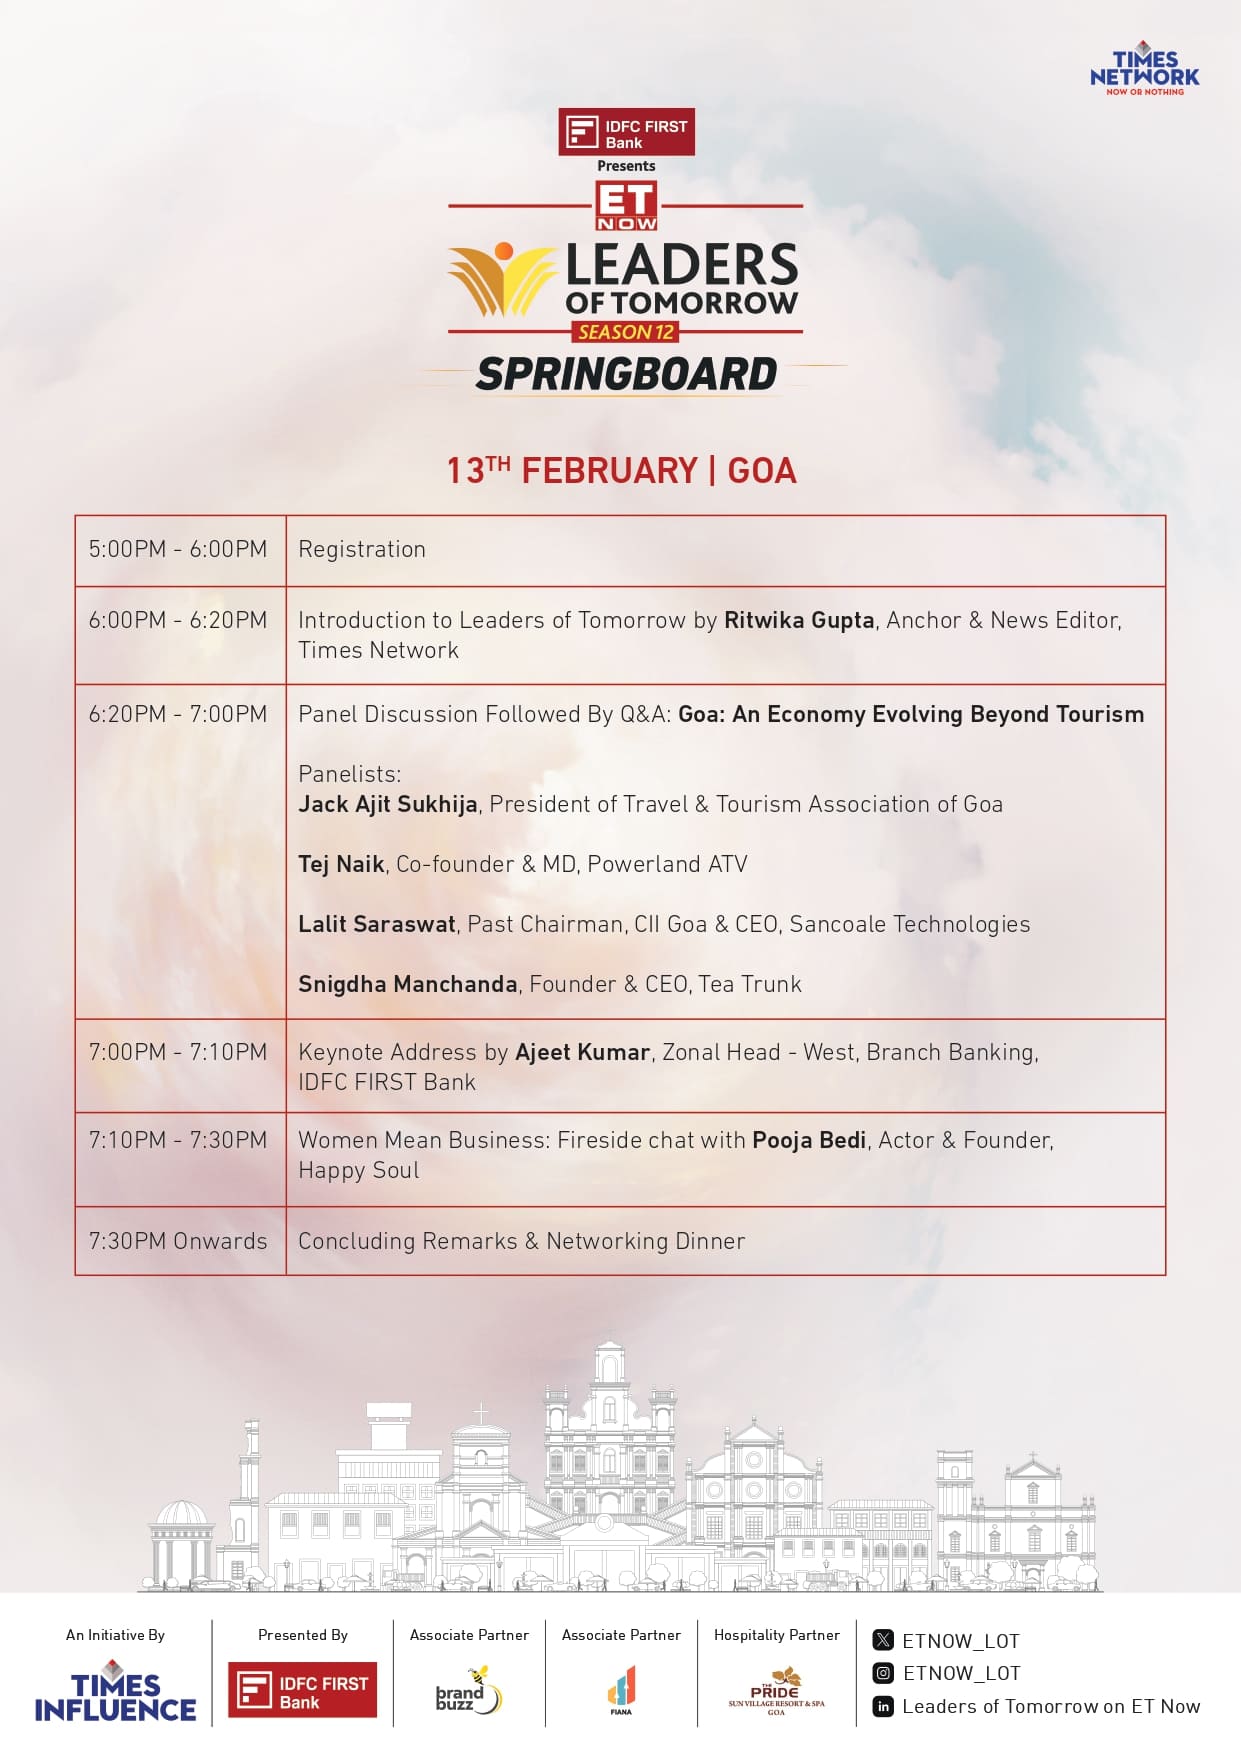 TIMES
NETWORK
NOW OR NOTHING
IDFC FIRST
Bank
Presents
ET
NOW
LEADERS
OF TOMORROW
SEASON 12
SPRINGBOARD
13TH FEBRUARY | GOA
5:00PM - 6:00PM
Registration
6:00PM - 6:20PM
Introduction to Leaders of Tomorrow by Ritwika Gupta, Anchor & News Editor,
Times Network
6:20PM - 7:00PM
Panel Discussion Followed By Q&A: Goa: An Economy Evolving Beyond Tourism
Panelists:
Jack Ajit Sukhija, President of Travel & Tourism Association of Goa
Tej Naik, Co-founder & MD, Powerland ATV
Lalit Saraswat, Past Chairman, CII Goa & CEO, Sancoale Technologies
Snigdha Manchanda, Founder & CEO, Tea Trunk
7:00PM - 7:10PM
Keynote Address by Ajeet Kumar, Zonal Head - West, Branch Banking,
IDFC FIRST Bank
7:10PM - 7:30PM
Women Mean Business: Fireside chat with Pooja Bedi, Actor & Founder,
Happy Soul
7:30PM Onwards
Concluding Remarks & Networking Dinner
An Initiative By
TIMES
INFLUENCE
Presented By
IDFC FIRST
Bank
Associate Partner
brand
buzz
Associate Partner
FIANA
Hospitality Partner
THE
PRIDE
SUN VILLAGE RESORT & SPA
GOA
ETNOW_LOT
ETNOW_LOT
Leaders of Tomorrow on ET Now